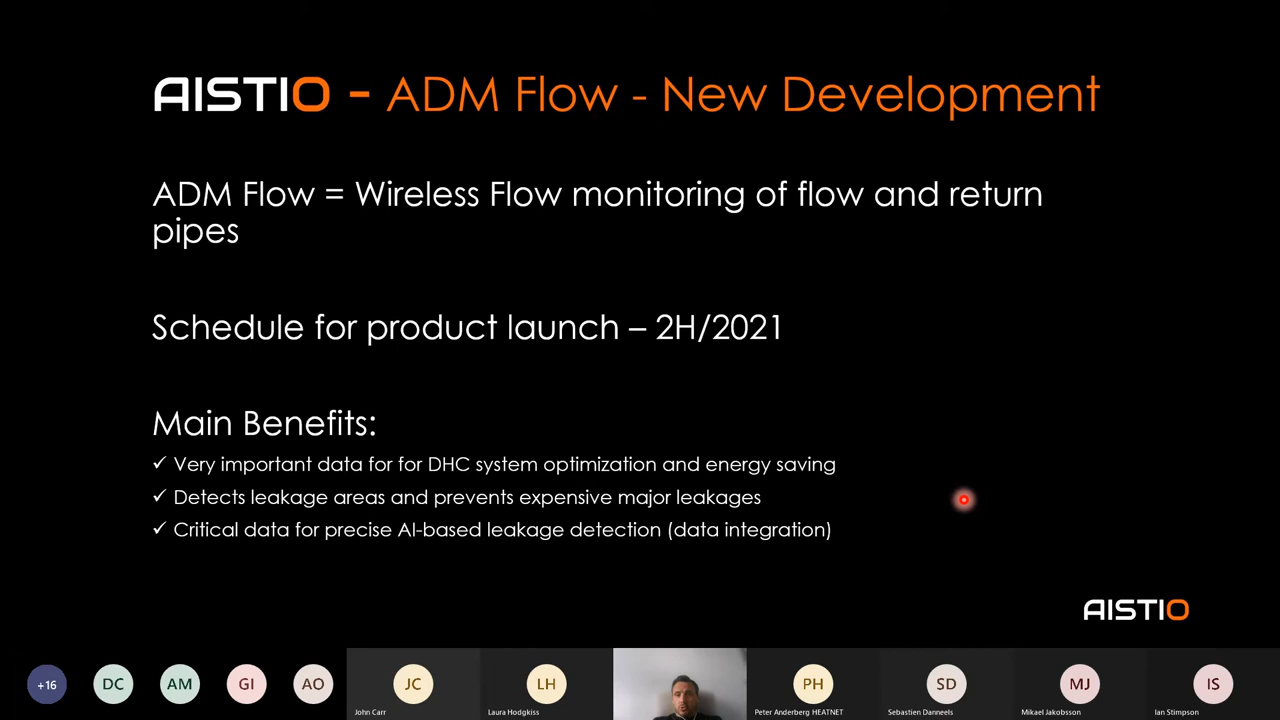 AISTIO - ADM Flow - New Development
ADM Flow = Wireless Flow monitoring of flow and return
pipes
Schedule for product launch – 2H/2021
Main Benefits:
✓ Very important data for for DHC system optimization and energy saving
✓ Detects leakage areas and prevents expensive major leakages
✓ Critical data for precise AI-based leakage detection (data integration)
AISTIO
+16
DC
AM
GI
AO
JC
LH
PH
SD
MJ
IS
John Carr
Laura Hodgkiss
Peter Anderberg HEATNET
Sebastien Danneels
Mikael Jakobsson
Ian Stimpson